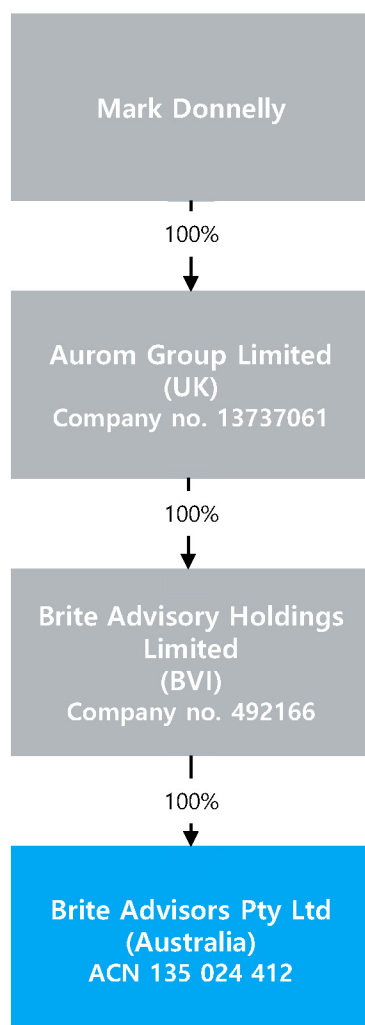 Mark Donnelly
100%
Aurom Group Limited
(UK)
Company no. 13737061
100%
Brite Advisory Holdings
Limited
(BVI)
Company no. 492166
100%
Brite Advisors Pty Ltd
(Australia)
ACN 135 024 412